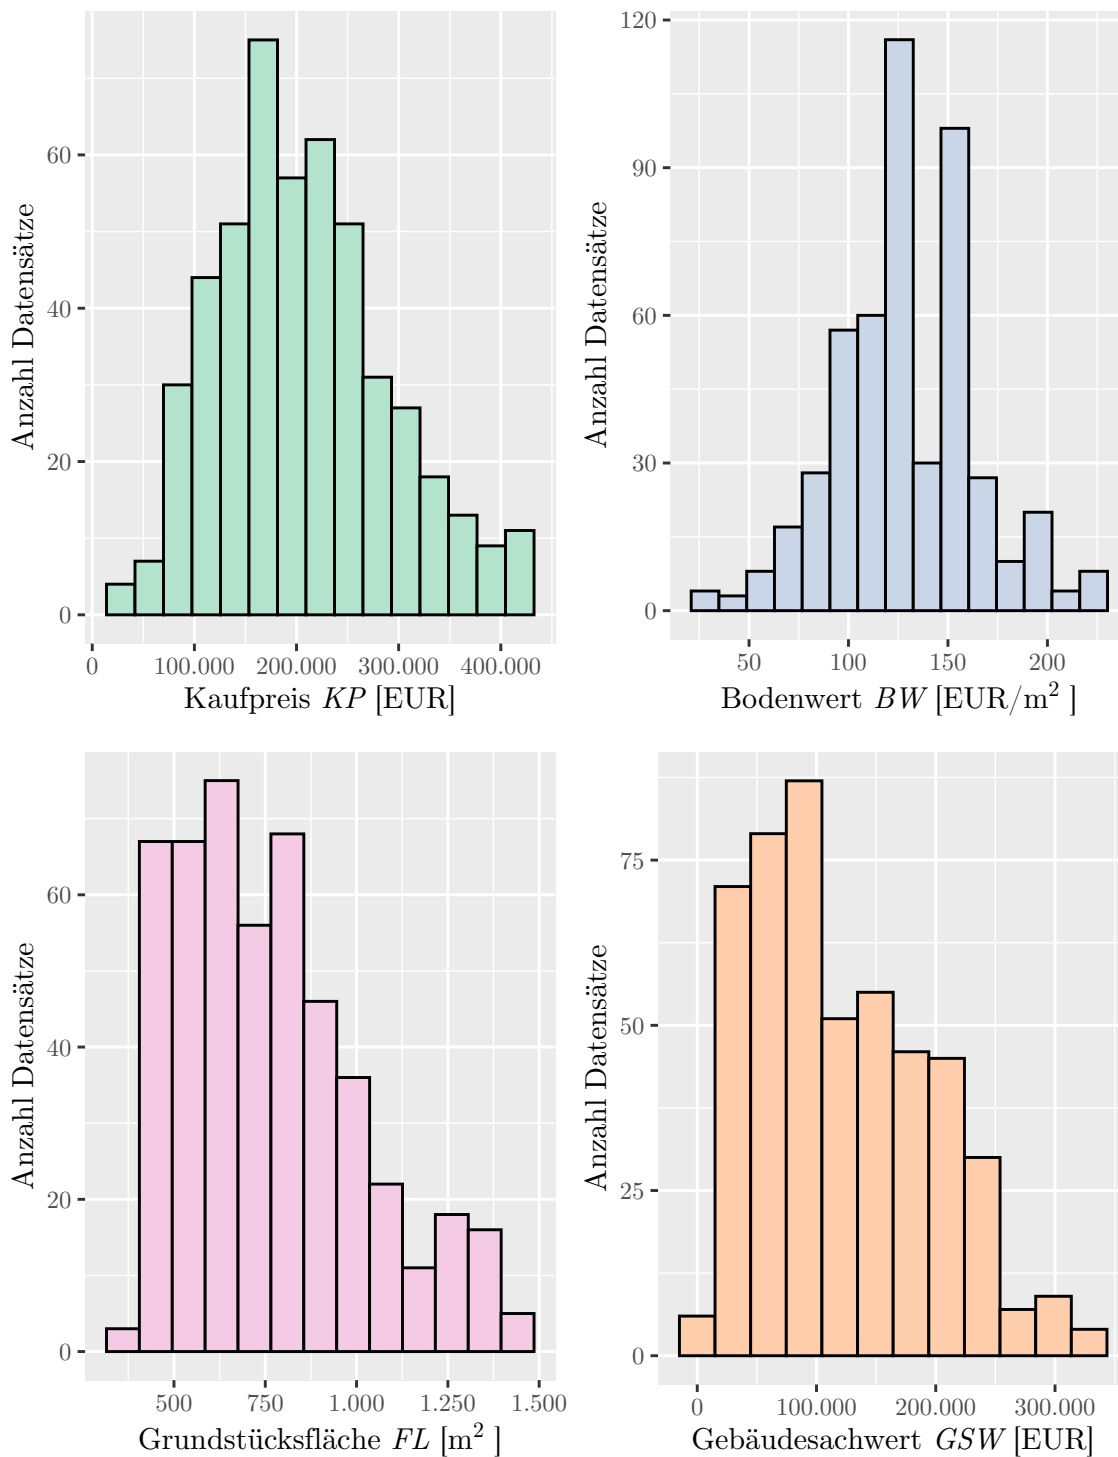 Anzahl Datensätze
60
40
20
0
0 100.000 200.000 300.000 400.000
Kaufpreis KP [EUR]
Anzahl Datensätze
120
90
60
30
0
50 100 150 200
Bodenwert BW [EUR/m² ]
Anzahl Datensätze
60
40
20
0
500 750 1.000 1.250 1.500
Grundstücksfläche FL [m² ]
Anzahl Datensätze
75
50
25
0
0 100.000 200.000 300.000
Gebäudesachwert GSW [EUR]